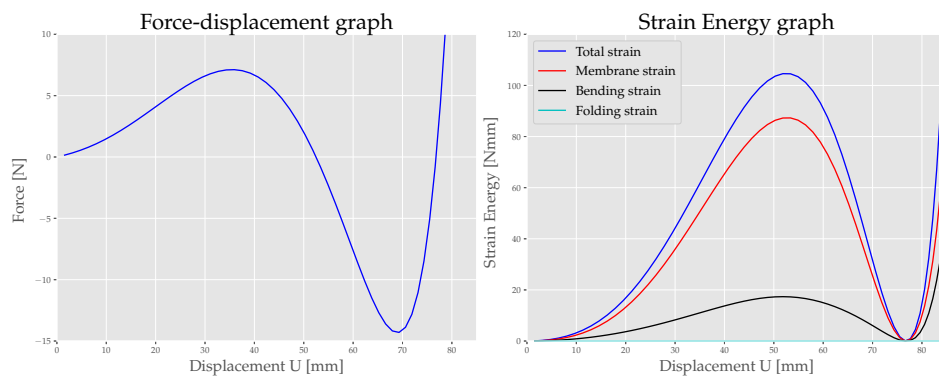 Force-displacement graph
10
5
0
−5
−10
−15
0 10 20 30 40 50 60 70 80
Force [N]
Displacement U [mm]
Strain Energy graph
Total strain
Membrane strain
Bending strain
Folding strain
120
100
80
60
40
20
0
0 10 20 30 40 50 60 70 80
Strain Energy [Nmm]
Displacement U [mm]